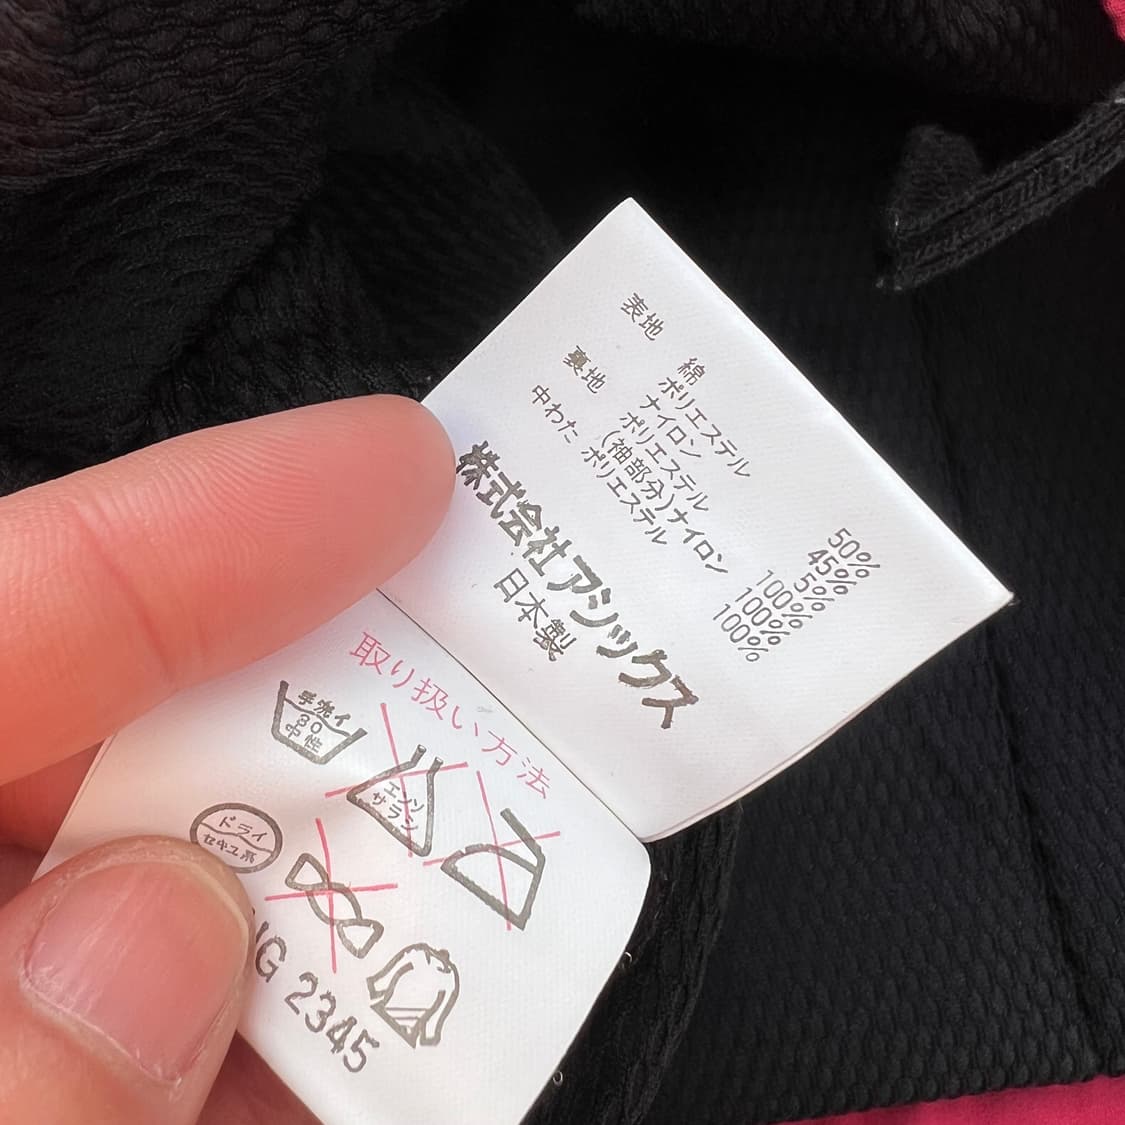 表地 綿 50%
ポリエステル 45%
ナイロン 5%
裏地 ポリエステル 100%
(袖部分)ナイロン 100%
中わた ポリエステル 100%
株式会社アシックス
日本製
取り扱い方法
手洗イ
30
中性
エンソ
サラシ
ドライ
セキユ系
2345